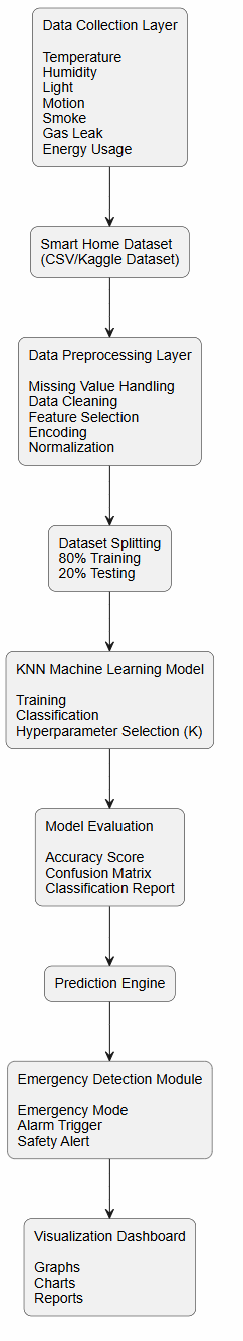 Data Collection Layer
Temperature
Humidity
Light
Motion
Smoke
Gas Leak
Energy Usage
Smart Home Dataset
(CSV/Kaggle Dataset)
Data Preprocessing Layer
Missing Value Handling
Data Cleaning
Feature Selection
Encoding
Normalization
Dataset Splitting
80% Training
20% Testing
KNN Machine Learning Model
Training
Classification
Hyperparameter Selection (K)
Model Evaluation
Accuracy Score
Confusion Matrix
Classification Report
Prediction Engine
Emergency Detection Module
Emergency Mode
Alarm Trigger
Safety Alert
Visualization Dashboard
Graphs
Charts
Reports